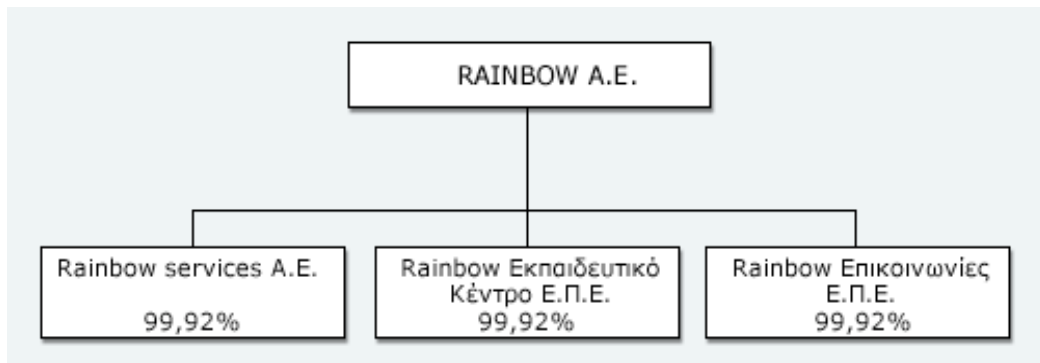 RAINBOW Α.Ε.
Rainbow services Α.Ε.
99,92%
Rainbow Εκπαιδευτικό
Κέντρο Ε.Π.Ε.
99,92%
Rainbow Επικοινωνίες
Ε.Π.Ε.
99,92%